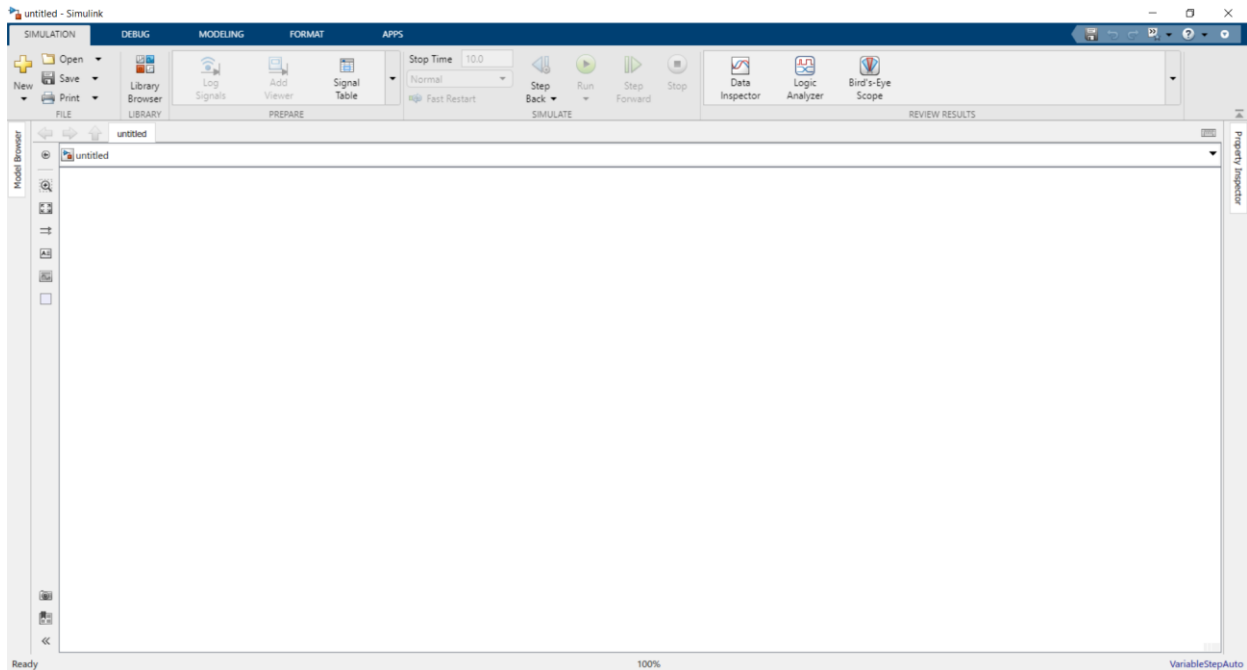 untitled - Simulink
SIMULATION DEBUG MODELING FORMAT APPS
New
Open
Save
Print
FILE
Library
Browser
LIBRARY
Log
Signals
Add
Viewer
Signal
Table
PREPARE
Stop Time 10.0
Normal
Fast Restart
Step
Back
Run
Step
Forward
Stop
SIMULATE
Data
Inspector
Logic
Analyzer
Bird's-Eye
Scope
REVIEW RESULTS
Model Browser
untitled
untitled
Property Inspector
Ready 100% VariableStepAuto